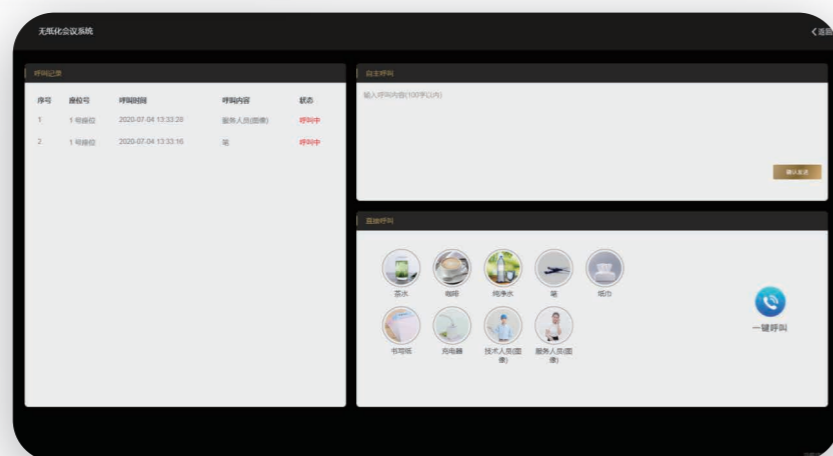 无纸化会议系统
返回
呼叫记录
序号 座位号 呼叫时间 呼叫内容 状态
1 1号座位 2020-07-04 13:33:28 服务人员(图像) 呼叫中
2 1号座位 2020-07-04 13:33:16 笔 呼叫中
自主呼叫
输入呼叫内容(100字以内)
确认发送
直接呼叫
茶水 咖啡 纯净水 笔 纸巾
书写纸 充电器 技术人员(图像) 服务人员(图像)
一键呼叫